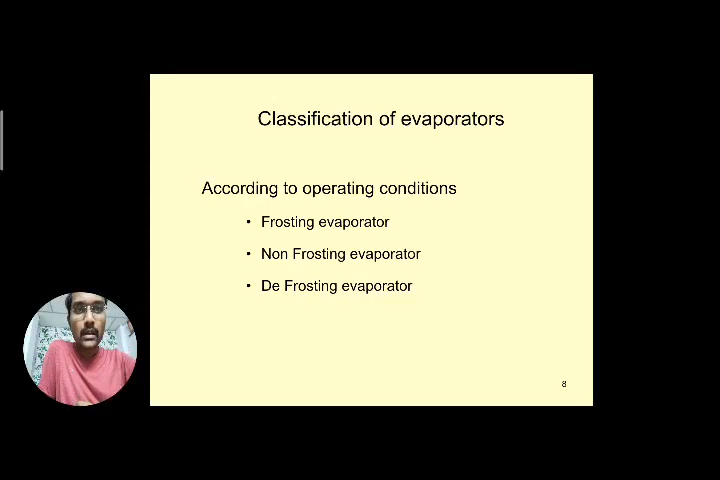 Classification of evaporators
According to operating conditions
• Frosting evaporator
• Non Frosting evaporator
• De Frosting evaporator
8